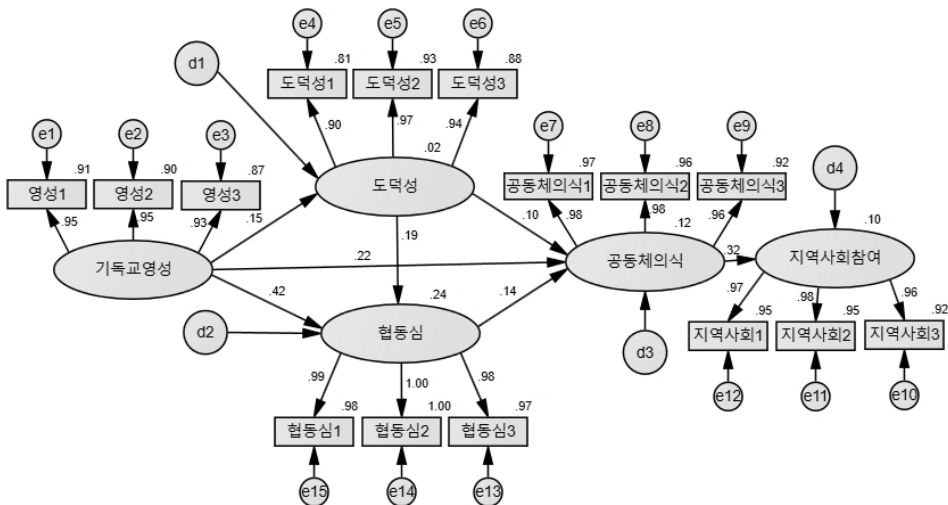 e4
e5
e6
d1
.81
.93
.88
도덕성1
도덕성2
도덕성3
e1
e2
e3
e7
e8
e9
.90
.97
.94
.02
d4
.91
.90
.87
.97
.96
.92
영성1
영성2
영성3
도덕성
공동체의식1
공동체의식2
공동체의식3
.95
.95
.93
.15
.10
.98
.98
.96
.12
.10
.19
기독교영성
.22
공동체의식
.32
지역사회참여
.42
.24
.14
.97
.98
.96
d2
협동심
.95
.95
.92
지역사회1
지역사회2
지역사회3
d3
.99
1.00
.98
e12
e11
e10
.98
1.00
.97
협동심1
협동심2
협동심3
e15
e14
e13